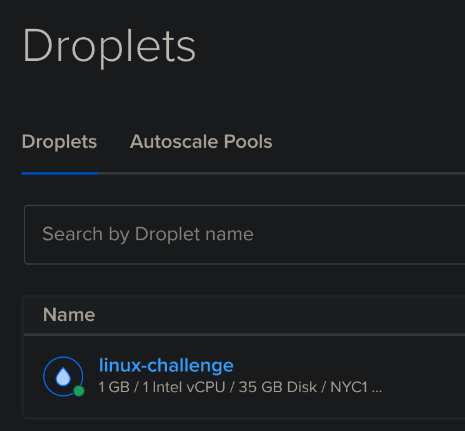 Droplets
Droplets Autoscale Pools
Search by Droplet name
Name
linux-challenge
1 GB / 1 Intel vCPU / 35 GB Disk / NYC1 ...